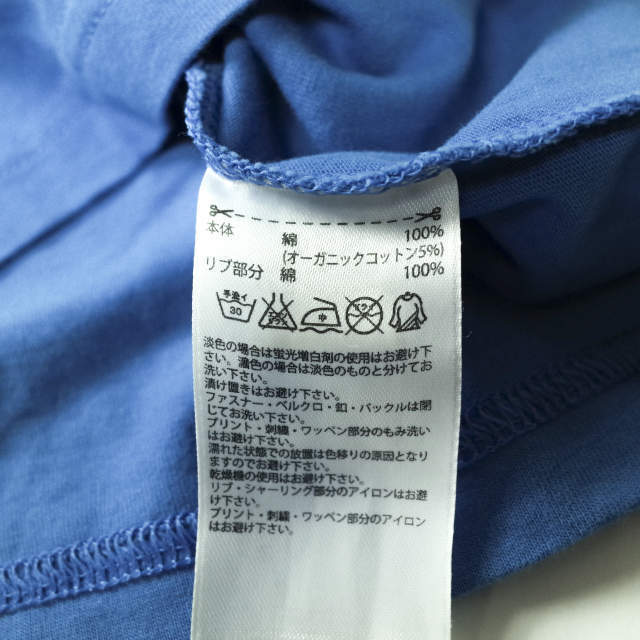 本体 綿 100%
(オーガニックコットン5%)
リブ部分 綿 100%
手洗イ
30
淡色の場合は蛍光増白剤の使用はお避け下
さい。濃色の場合は淡色のものと分けてお
洗い下さい。
漬け置きはお避け下さい。
ファスナー・ベルクロ・釦・バックルは閉
じてお洗い下さい。
プリント・刺繍・ワッペン部分のもみ洗い
はお避け下さい。
濡れた状態での放置は色移りの原因となり
ますのでお避け下さい。
乾燥機の使用はお避け下さい。
リブ・シャーリング部分のアイロンはお避
け下さい。
プリント・刺繍・ワッペン部分のアイロン
はお避け下さい。